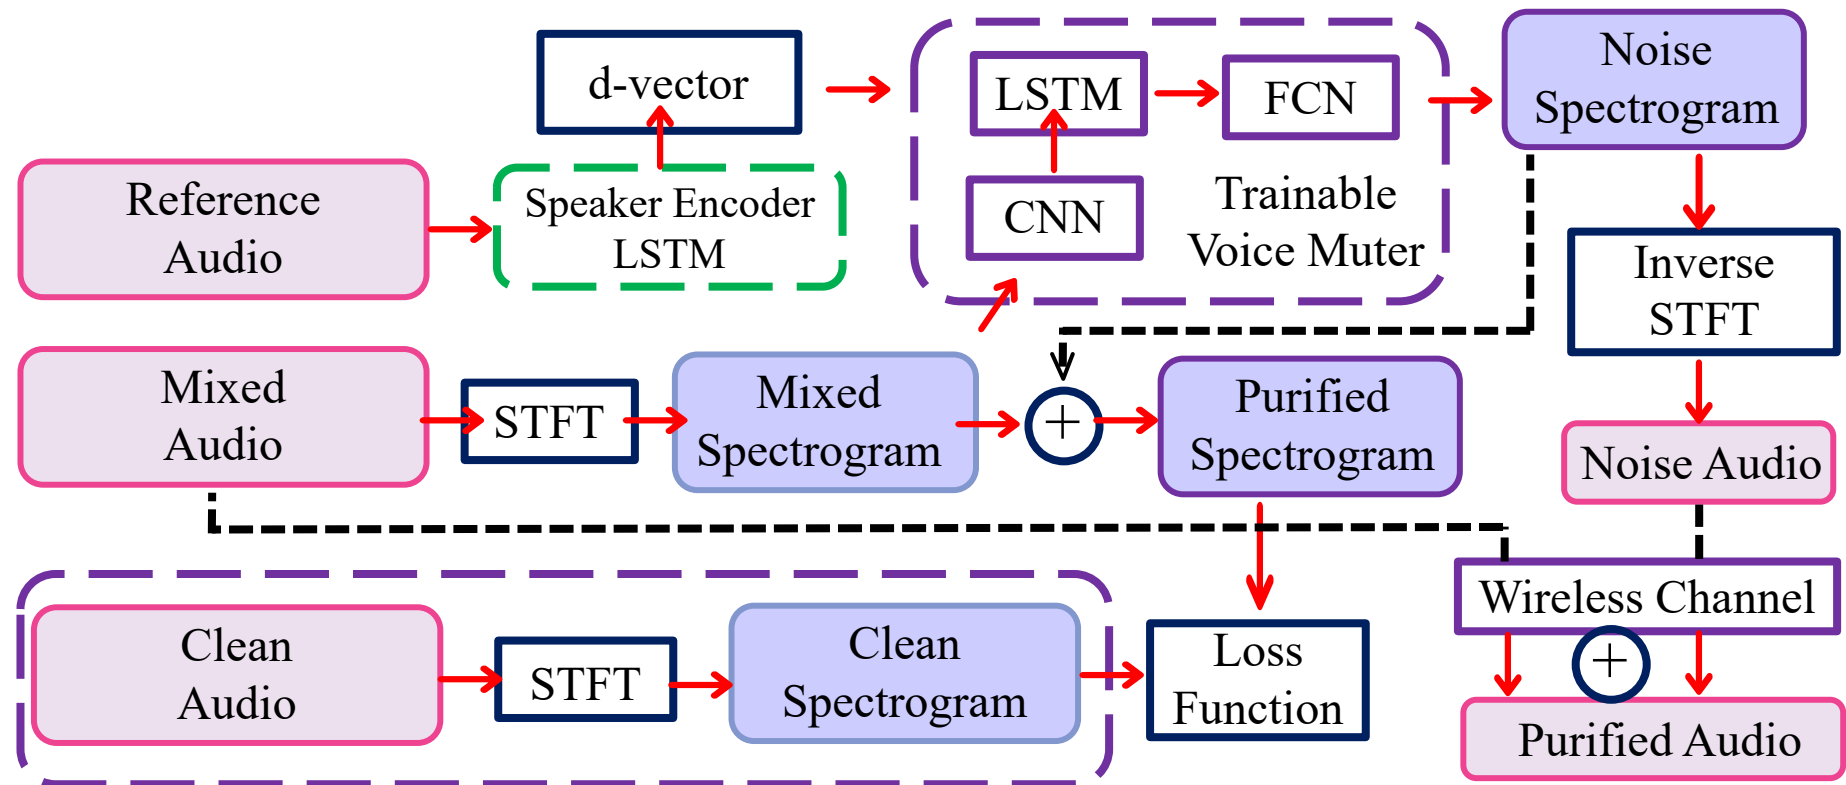 d-vector
LSTM
FCN
Noise
Spectrogram
Reference
Audio
Speaker Encoder
LSTM
CNN
Trainable
Voice Muter
Inverse
STFT
Mixed
Audio
STFT
Mixed
Spectrogram
+
Purified
Spectrogram
Noise Audio
Wireless Channel
Clean
Audio
STFT
Clean
Spectrogram
Loss
Function
+
Purified Audio